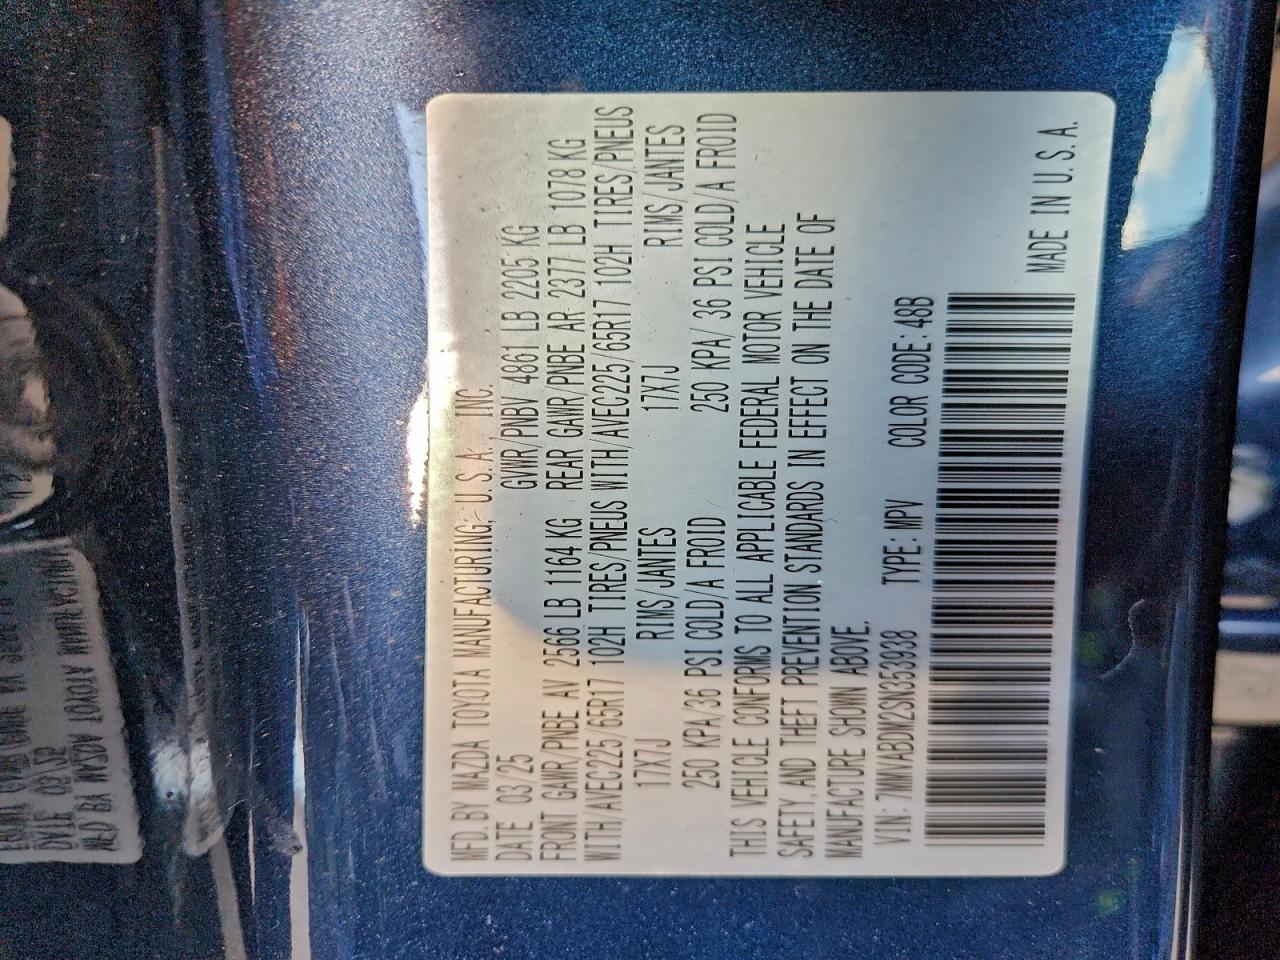 MFD. BY MAZDA TOYOTA MANUFACTURING, U.S.A. INC.
DATE 03/25 GWR/PNBV 4861 LB 2205 KG
FRONT GAWR/PNBE AV 2566 LB 1164 KG REAR GAWR/PNBE AR 2377 LB 1078 KG
WITH/AVEC225/65R17 102H TIRES/PNEUS WITH/AVEC225/65R17 102H TIRES/PNEUS
17X7J RIMS/JANTES 17X7J RIMS/JANTES
250 KPA/36 PSI COLD/A FROID 250 KPA/ 36 PSI COLD/A FROID
THIS VEHICLE CONFORMS TO ALL APPLICABLE FEDERAL MOTOR VEHICLE
SAFETY, AND THEFT PREVENTION STANDARDS IN EFFECT ON THE DATE OF
MANUFACTURE SHOWN ABOVE.
VIN: 7MMVABDM2SN353938 TYPE: MPV COLOR CODE: 48B
MADE IN U.S.A.